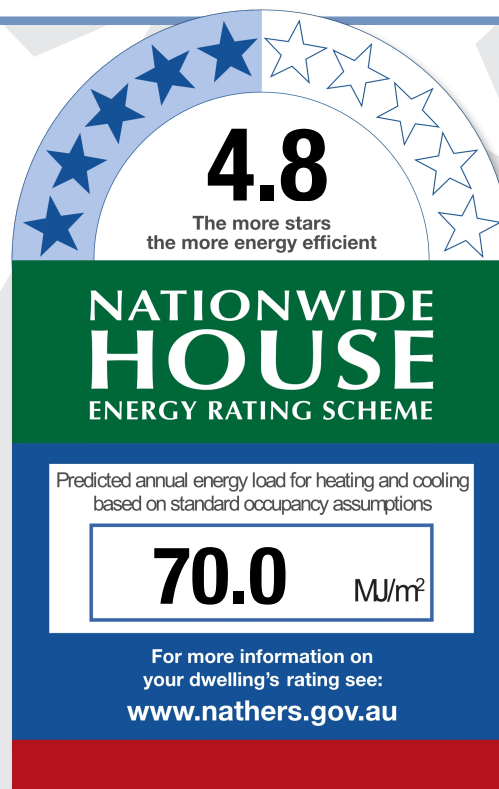 4.8
The more stars
the more energy efficient
NATIONWIDE
HOUSE
ENERGY RATING SCHEME
Predicted annual energy load for heating and cooling
based on standard occupancy assumptions
70.0 MJ/m²
For more information on
your dwelling's rating see:
www.nathers.gov.au